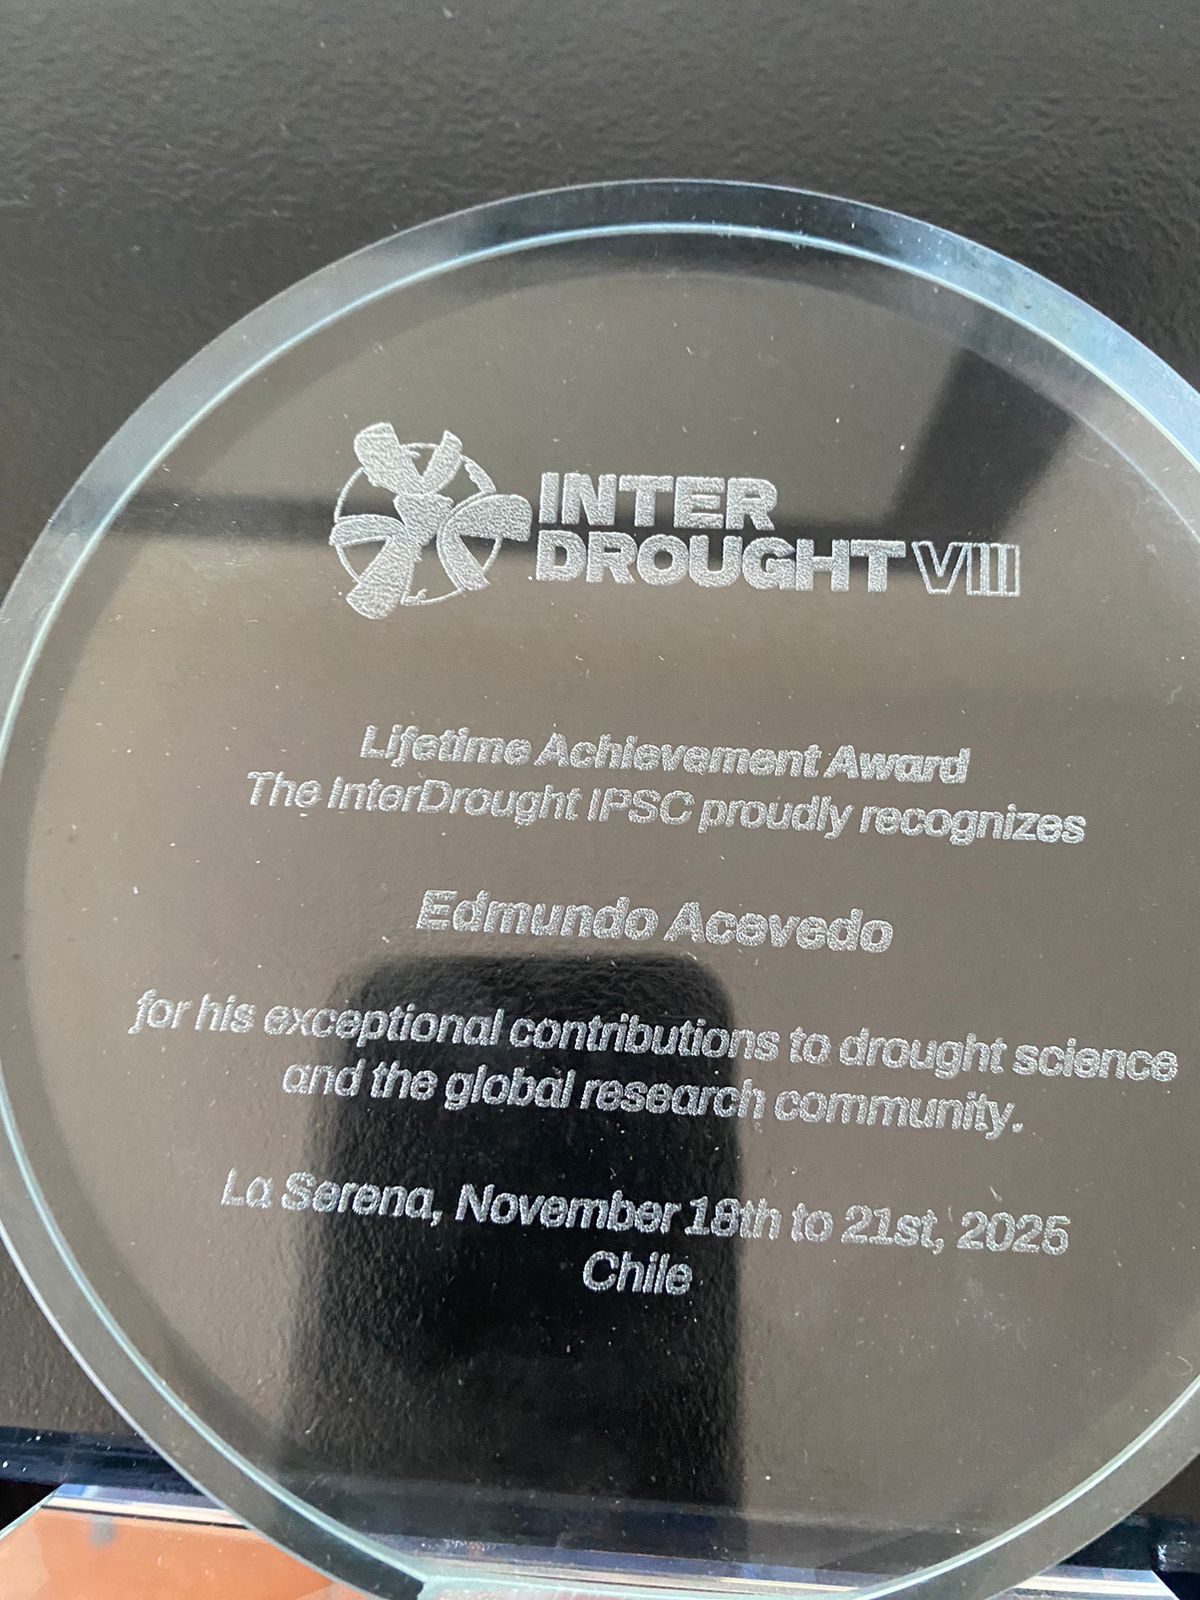 INTER
DROUGHT VIII
Lifetime Achievement Award
The InterDrought IPSC proudly recognizes
Edmundo Acevedo
for his exceptional contributions to drought science
and the global research community.
La Serena, November 18th to 21st, 2025
Chile